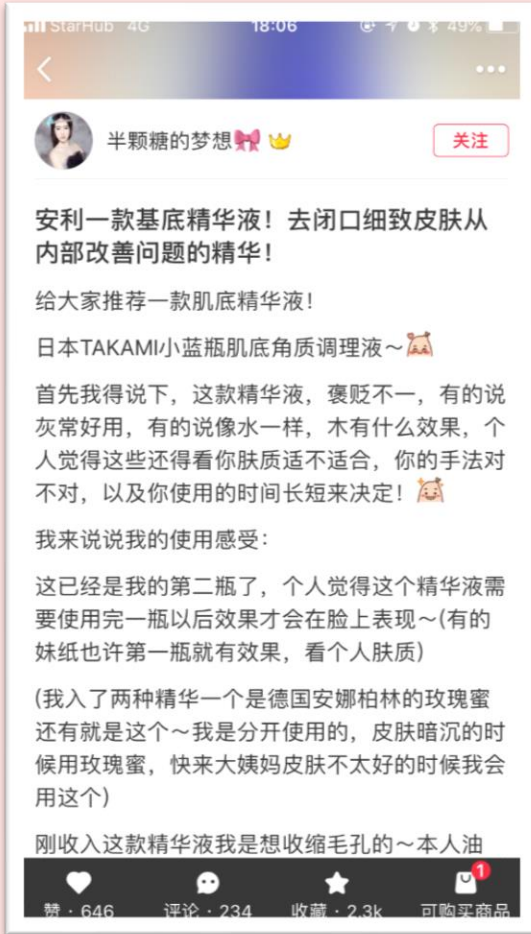 StarHub 4G 18:06 49%
半颗糖的梦想
关注
安利一款基底精华液！去闭口细致皮肤从
内部改善问题的精华！
给大家推荐一款肌底精华液！
日本TAKAMI小蓝瓶肌底角质调理液～
首先我得说下，这款精华液，褒贬不一，有的说
灰常好用，有的说像水一样，木有什么效果，个
人觉得这些还得看你肤质适不适合，你的手法对
不对，以及你使用的时间长短来决定！
我来说说我的使用感受：
这已经是我的第二瓶了，个人觉得这个精华液需
要使用完一瓶以后效果才会在脸上表现～(有的
妹纸也许第一瓶就有效果，看个人肤质)
(我入了两种精华一个是德国安娜柏林的玫瑰蜜
还有就是这个～我是分开使用的，皮肤暗沉的时
候用玫瑰蜜，快来大姨妈皮肤不太好的时候我会
用这个)
刚收入这款精华液我是想收缩毛孔的～本人油
1
赞 · 646 评论 · 234 收藏 · 2.3k 可购买商品